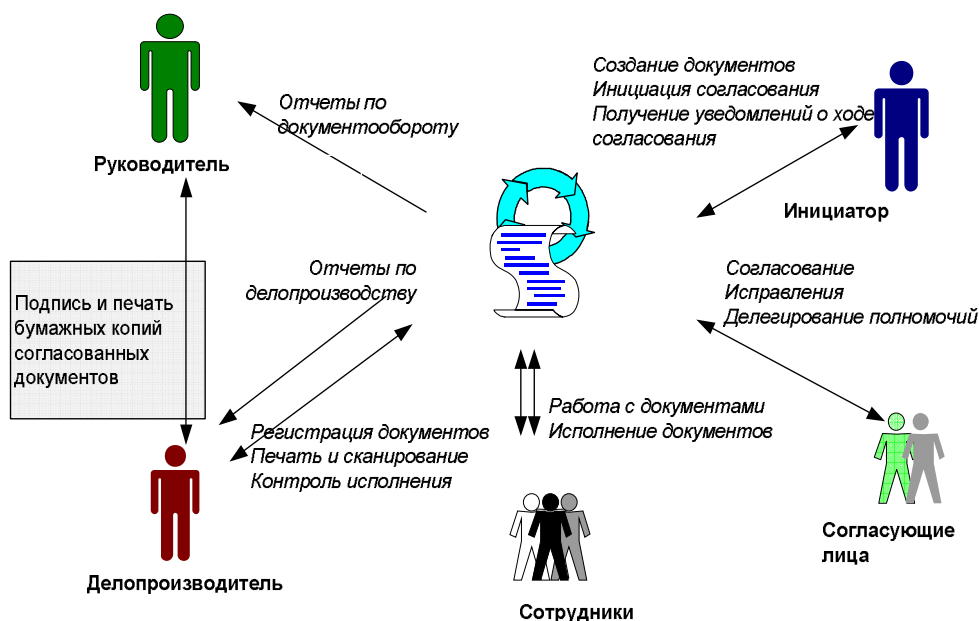 Создание документов
Инициация согласования
Получение уведомлений о ходе
согласования
Отчеты по
документообороту
Руководитель
Инициатор
Отчеты по
делопроизводству
Согласование
Исправления
Делегирование полномочий
Подпись и печать
бумажных копий
согласованных
документов
Работа с документами
Исполнение документов
Регистрация документов
Печать и сканирование
Контроль исполнения
Согласующие
лица
Делопроизводитель
Сотрудники